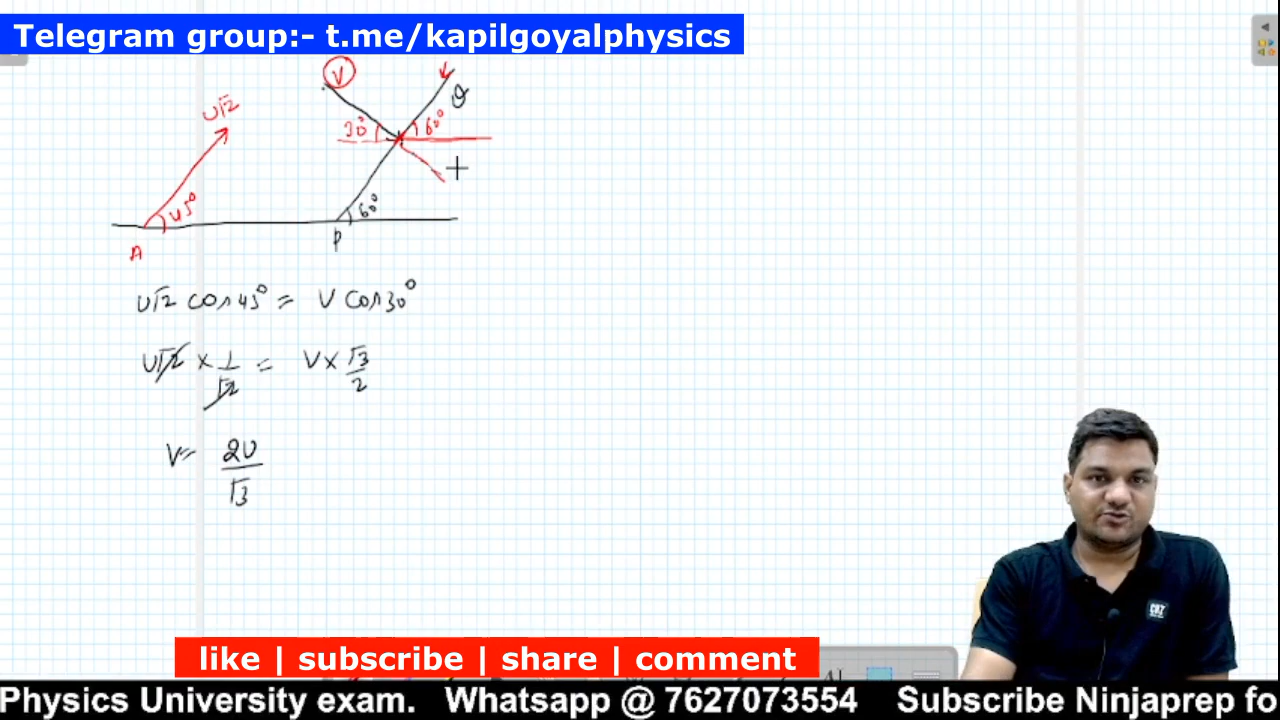 Telegram group:- t.me/kapilgoyalphysics
V
U√2
30°
60°
45°
60°
A
P
U√2 cos 45° = V cos 30°
U√2 × 1/√2 = V × √3/2
V = 2U/√3
like | subscribe | share | comment
Physics University exam. Whatsapp @ 7627073554 Subscribe Ninjaprep fo